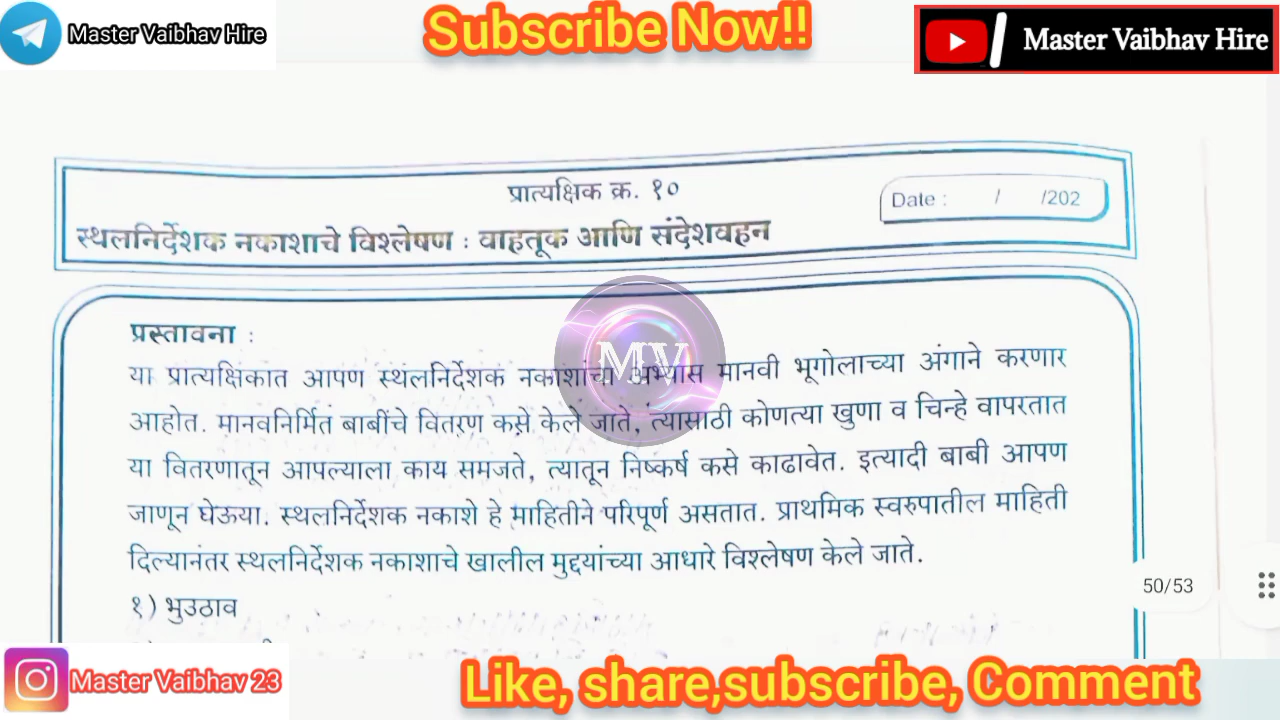 Master Vaibhav Hire
Subscribe Now!!
Master Vaibhav Hire
प्रात्यक्षिक क्र. १०
Date : / /202
स्थलनिर्देशक नकाशाचे विश्लेषण : वाहतूक आणि संदेशवहन
प्रस्तावना :
या प्रात्यक्षिकात आपण स्थलनिर्देशक नकाशांचा अभ्यास मानवी भूगोलाच्या अंगाने करणार
आहोत. मानवनिर्मित बाबींचे वितरण कसे केले जाते, त्यासाठी कोणत्या खुणा व चिन्हे वापरतात
या वितरणातून आपल्याला काय समजते, त्यातून निष्कर्ष कसे काढावेत. इत्यादी बाबी आपण
जाणून घेऊया. स्थलनिर्देशक नकाशे हे माहितीने परिपूर्ण असतात. प्राथमिक स्वरुपातील माहिती
दिल्यानंतर स्थलनिर्देशक नकाशाचे खालील मुद्दयांच्या आधारे विश्लेषण केले जाते.
१) भुउठाव
MV
50/53
Master Vaibhav 23
Like, share,subscribe, Comment